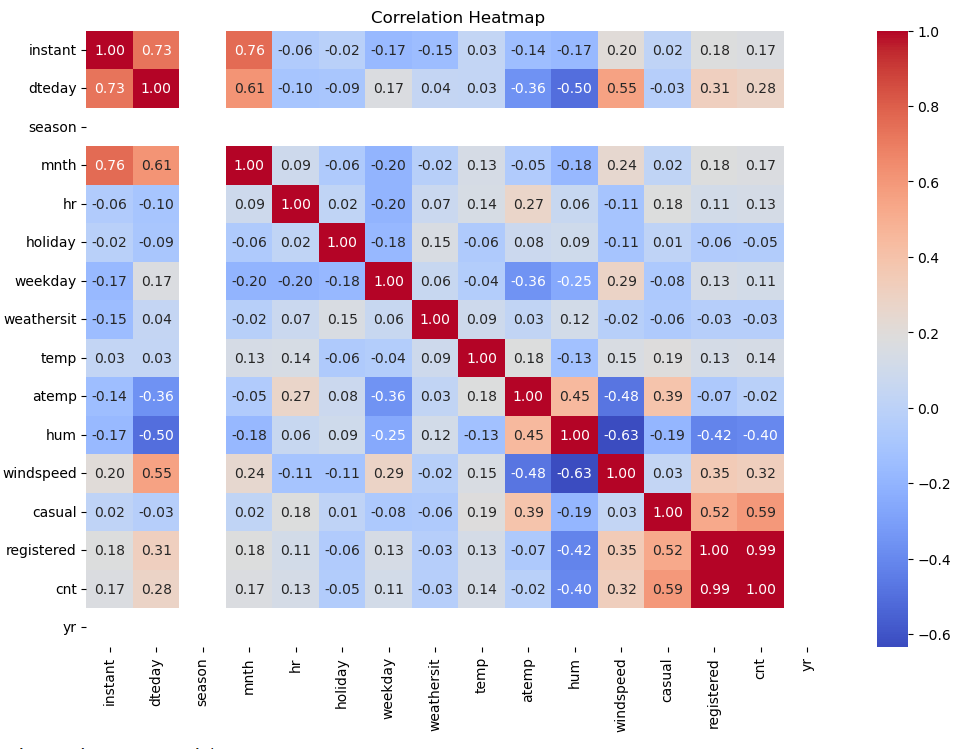 Correlation Heatmap
instant 1.00 0.73 0.76 -0.06 -0.02 -0.17 -0.15 0.03 -0.14 -0.17 0.20 0.02 0.18 0.17
dteday 0.73 1.00 0.61 -0.10 -0.09 0.17 0.04 0.03 -0.36 -0.50 0.55 -0.03 0.31 0.28
season
mnth 0.76 0.61 1.00 0.09 -0.06 -0.20 -0.02 0.13 -0.05 -0.18 0.24 0.02 0.18 0.17
hr -0.06 -0.10 0.09 1.00 0.02 -0.20 0.07 0.14 0.27 0.06 -0.11 0.18 0.11 0.13
holiday -0.02 -0.09 -0.06 0.02 1.00 -0.18 0.15 -0.06 0.08 0.09 -0.11 0.01 -0.06 -0.05
weekday -0.17 0.17 -0.20 -0.20 -0.18 1.00 0.06 -0.04 -0.36 -0.25 0.29 -0.08 0.13 0.11
weathersit -0.15 0.04 -0.02 0.07 0.15 0.06 1.00 0.09 0.03 0.12 -0.02 -0.06 -0.03 -0.03
temp 0.03 0.03 0.13 0.14 -0.06 -0.04 0.09 1.00 0.18 -0.13 0.15 0.19 0.13 0.14
atemp -0.14 -0.36 -0.05 0.27 0.08 -0.36 0.03 0.18 1.00 0.45 -0.48 0.39 -0.07 -0.02
hum -0.17 -0.50 -0.18 0.06 0.09 -0.25 0.12 -0.13 0.45 1.00 -0.63 -0.19 -0.42 -0.40
windspeed 0.20 0.55 0.24 -0.11 -0.11 0.29 -0.02 0.15 -0.48 -0.63 1.00 0.03 0.35 0.32
casual 0.02 -0.03 0.02 0.18 0.01 -0.08 -0.06 0.19 0.39 -0.19 0.03 1.00 0.52 0.59
registered 0.18 0.31 0.18 0.11 -0.06 0.13 -0.03 0.13 -0.07 -0.42 0.35 0.52 1.00 0.99
cnt 0.17 0.28 0.17 0.13 -0.05 0.11 -0.03 0.14 -0.02 -0.40 0.32 0.59 0.99 1.00
yr
instant dteday season mnth hr holiday weekday weathersit temp atemp hum windspeed casual registered cnt yr
1.0
0.8
0.6
0.4
0.2
0.0
−0.2
−0.4
−0.6